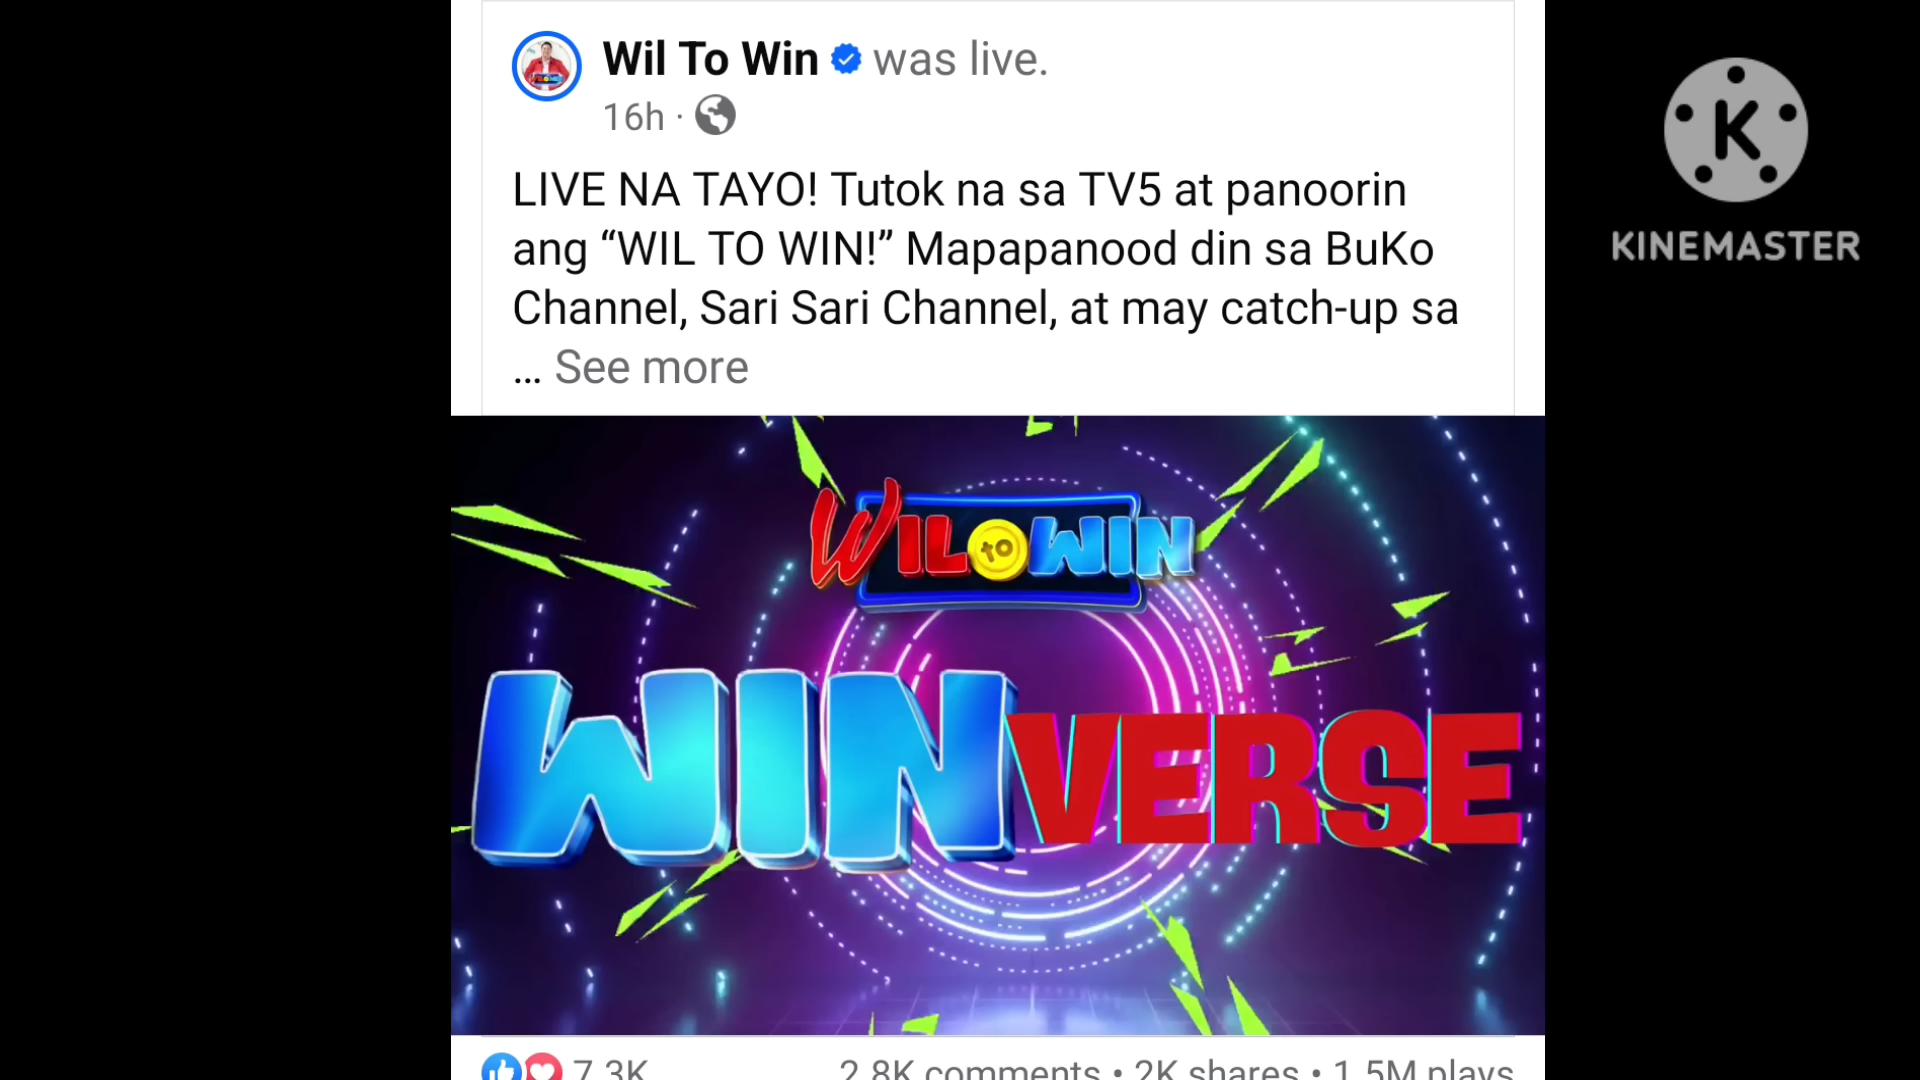 Wil To Win was live.
16h ·
LIVE NA TAYO! Tutok na sa TV5 at panoorin
ang “WIL TO WIN!” Mapapanood din sa BuKo
Channel, Sari Sari Channel, at may catch-up sa
... See more
WIL to WIN
WINVERSE
7.3K 2.8K comments • 2K shares • 1.5M plays
K
KINEMASTER